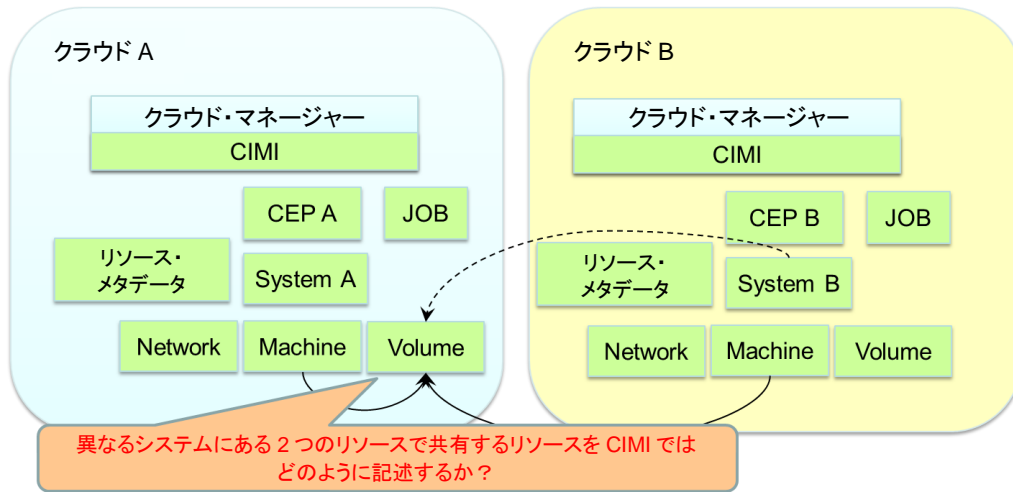 クラウド A
クラウド・マネージャー
CIMI
CEP A
JOB
リソース・
メタデータ
System A
Network
Machine
Volume
クラウド B
クラウド・マネージャー
CIMI
CEP B
JOB
リソース・
メタデータ
System B
Network
Machine
Volume
異なるシステムにある 2 つのリソースで共有するリソースを CIMI では
どのように記述するか？